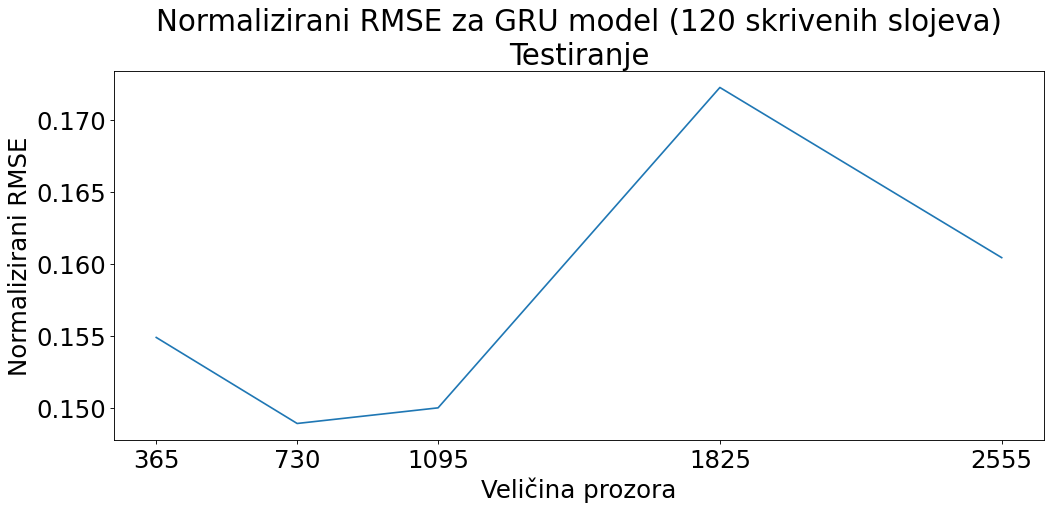 Normalizirani RMSE za GRU model (120 skrivenih slojeva)
Testiranje
Normalizirani RMSE
0.170
0.165
0.160
0.155
0.150
365 730 1095 1825 2555
Veličina prozora